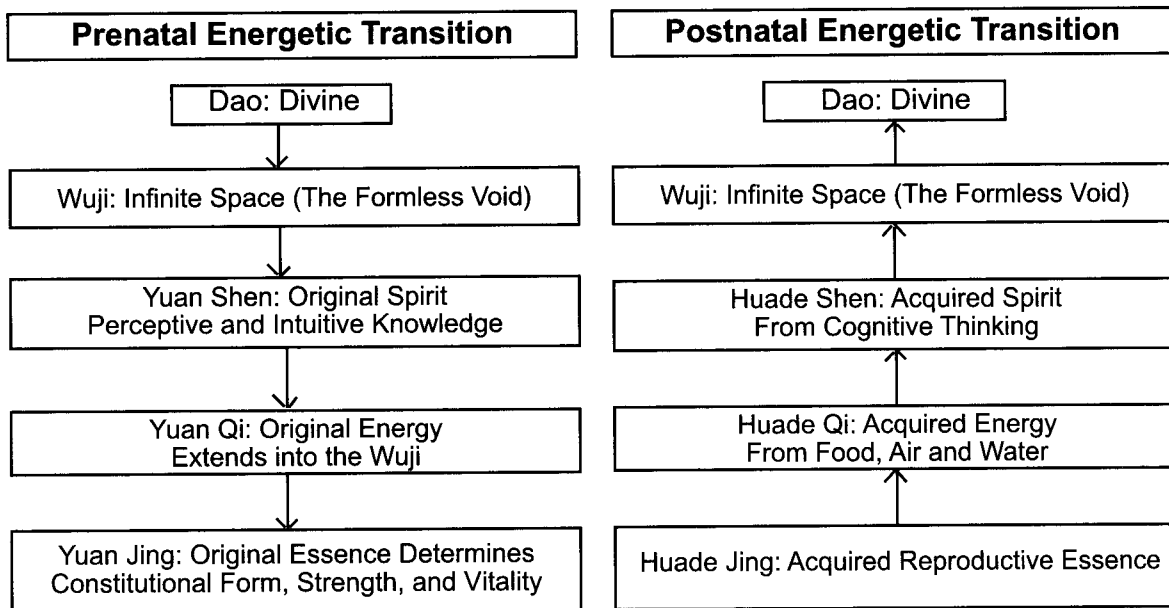 Prenatal Energetic Transition
Dao: Divine
Wuji: Infinite Space (The Formless Void)
Yuan Shen: Original Spirit
Perceptive and Intuitive Knowledge
Yuan Qi: Original Energy
Extends into the Wuji
Yuan Jing: Original Essence Determines
Constitutional Form, Strength, and Vitality
Postnatal Energetic Transition
Dao: Divine
Wuji: Infinite Space (The Formless Void)
Huade Shen: Acquired Spirit
From Cognitive Thinking
Huade Qi: Acquired Energy
From Food, Air and Water
Huade Jing: Acquired Reproductive Essence